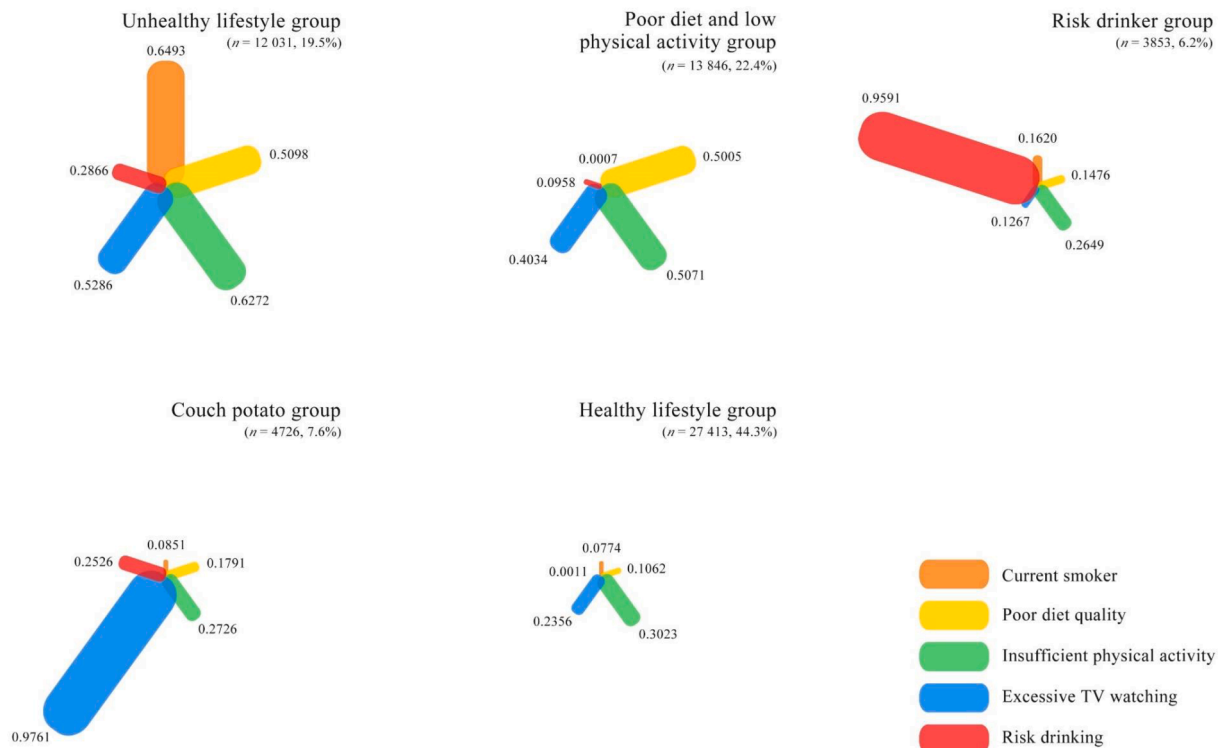 Unhealthy lifestyle group
(n = 12 031, 19.5%)
0.6493
0.5098
0.2866
0.5286
0.6272
Poor diet and low
physical activity group
(n = 13 846, 22.4%)
0.0007
0.5005
0.0958
0.4034
0.5071
Risk drinker group
(n = 3853, 6.2%)
0.9591
0.1620
0.1476
0.1267
0.2649
Couch potato group
(n = 4726, 7.6%)
0.0851
0.2526
0.1791
0.2726
0.9761
Healthy lifestyle group
(n = 27 413, 44.3%)
0.0774
0.0011
0.1062
0.2356
0.3023
Current smoker
Poor diet quality
Insufficient physical activity
Excessive TV watching
Risk drinking